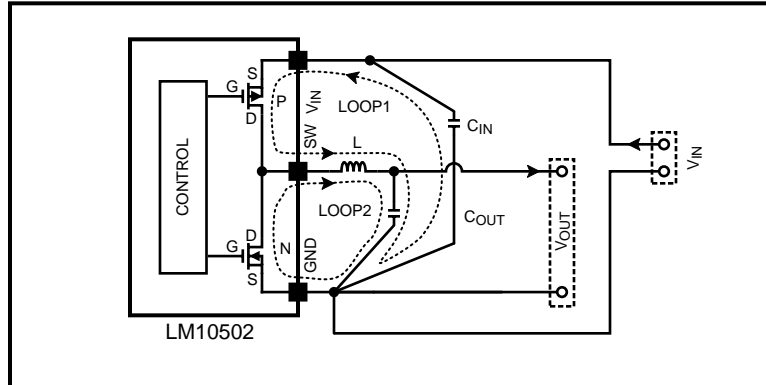 S
G
D
P
VIN
LOOP1
CIN
SW
L
VIN
CONTROL
LOOP2
COUT
VOUT
D
G
N
S
GND
LM10502